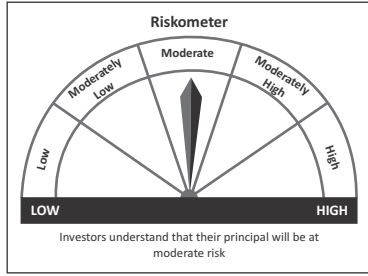 Riskometer
Low
Moderately
Low
Moderate
Moderately
High
High
LOW
HIGH
Investors understand that their principal will be at
moderate risk